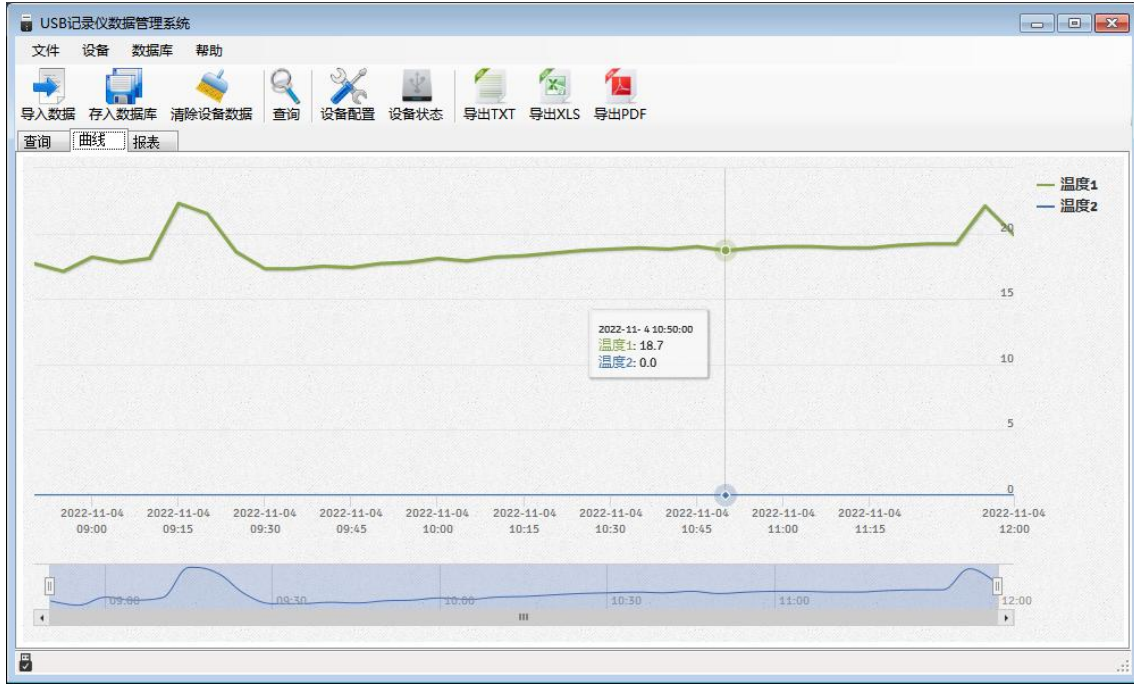 USB记录仪数据管理系统
文件 设备 数据库 帮助
导入数据 存入数据库 清除设备数据 查询 设备配置 设备状态 导出TXT 导出XLS 导出PDF
查询 曲线 报表
温度1
温度2
20
15
10
5
0
2022-11- 4 10:50:00
温度1: 18.7
温度2: 0.0
2022-11-04 2022-11-04 2022-11-04 2022-11-04 2022-11-04 2022-11-04 2022-11-04 2022-11-04 2022-11-04 2022-11-04 2022-11-04
09:00 09:15 09:30 09:45 10:00 10:15 10:30 10:45 11:00 11:15 12:00
09:00 09:30 10:00 10:30 11:00 12:00